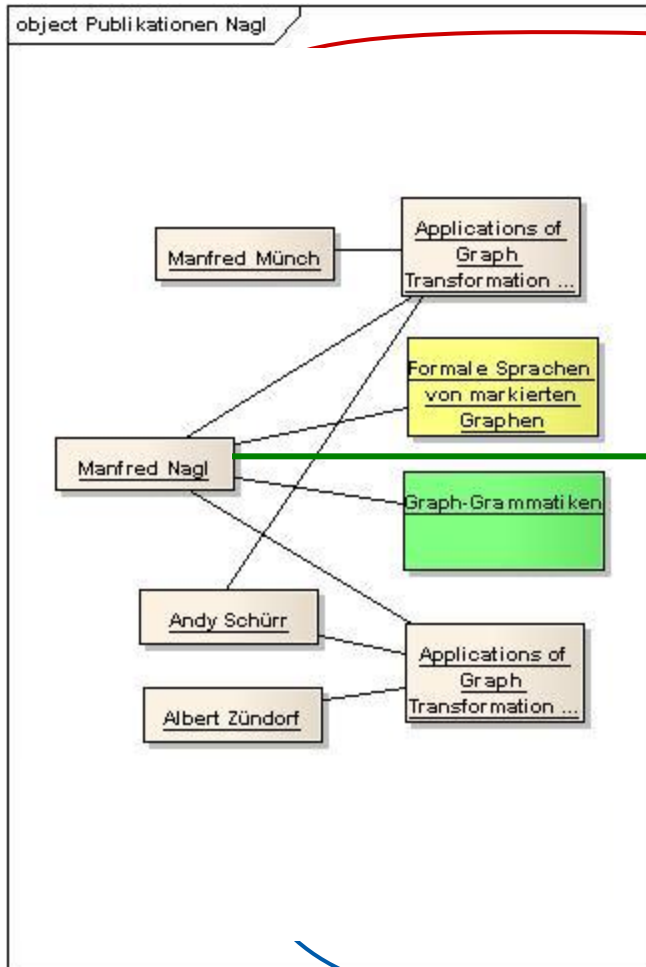 object Publikationen Nagl
Manfred Münch
Applications of
Graph
Transformation ...
Formale Sprachen
von markierten
Graphen
Manfred Nagl
Graph-Grammatiken
Andy Schürr
Applications of
Graph
Transformation ...
Albert Zündorf